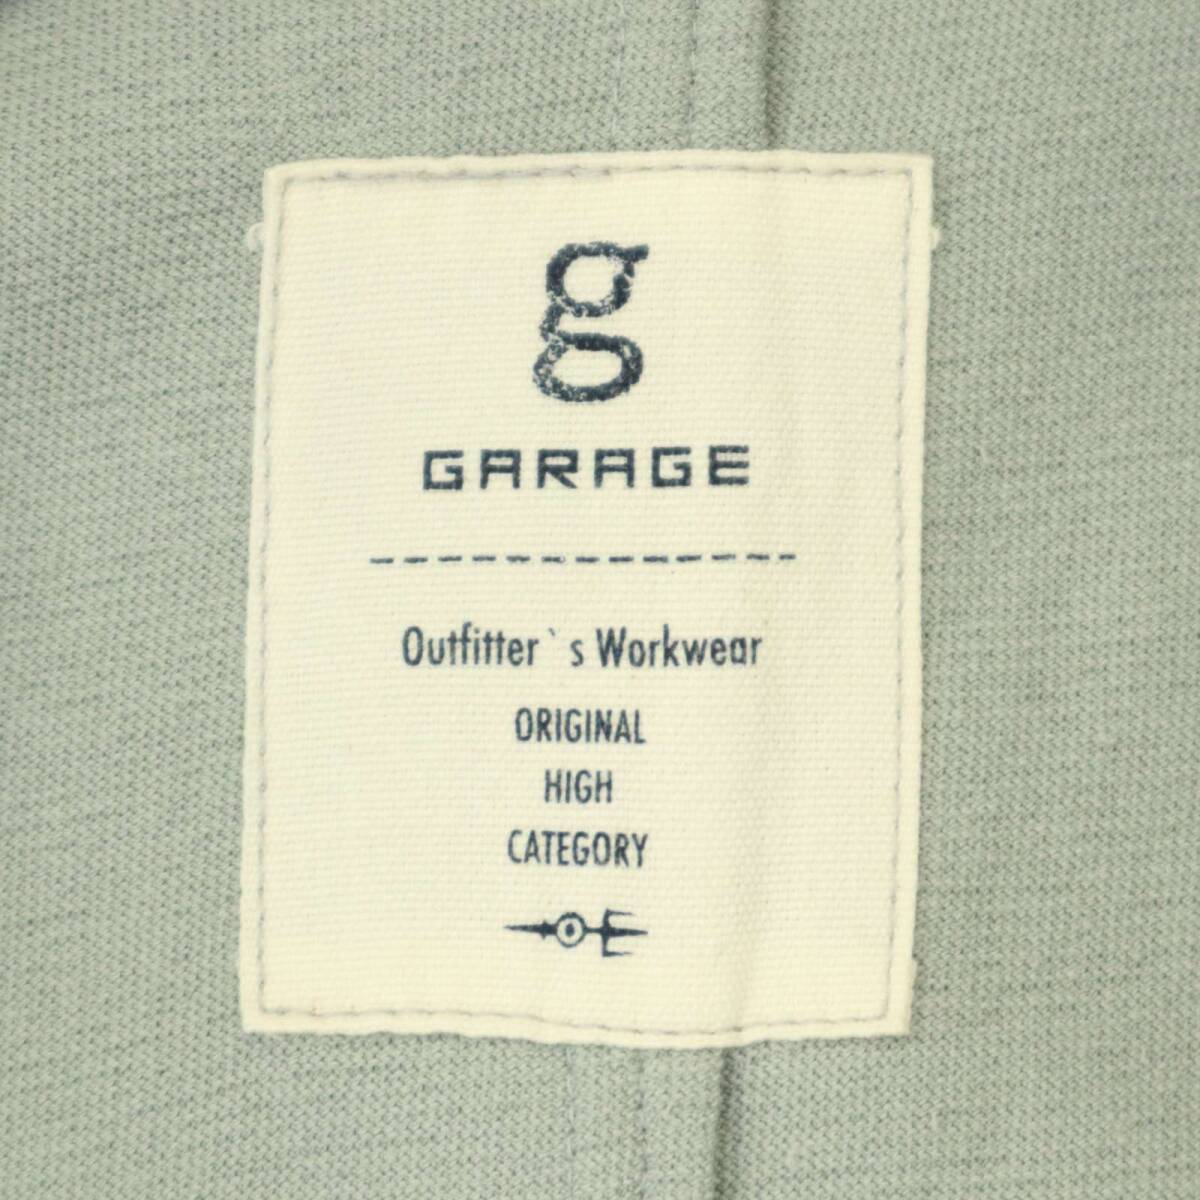 g
GARAGE
Outfitter`s Workwear
ORIGINAL
HIGH
CATEGORY